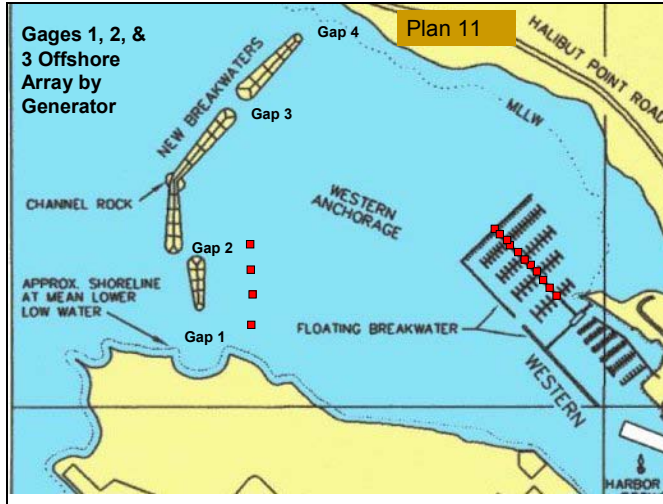 Gages 1, 2, &
3 Offshore
Array by
Generator
Plan 11
Gap 4
HALIBUT POINT ROAD
NEW BREAKWATERS
Gap 3
MLLW
CHANNEL ROCK
WESTERN
ANCHORAGE
Gap 2
APPROX. SHORELINE
AT MEAN LOWER
LOW WATER
Gap 1
FLOATING BREAKWATER
WESTERN
HARBOR